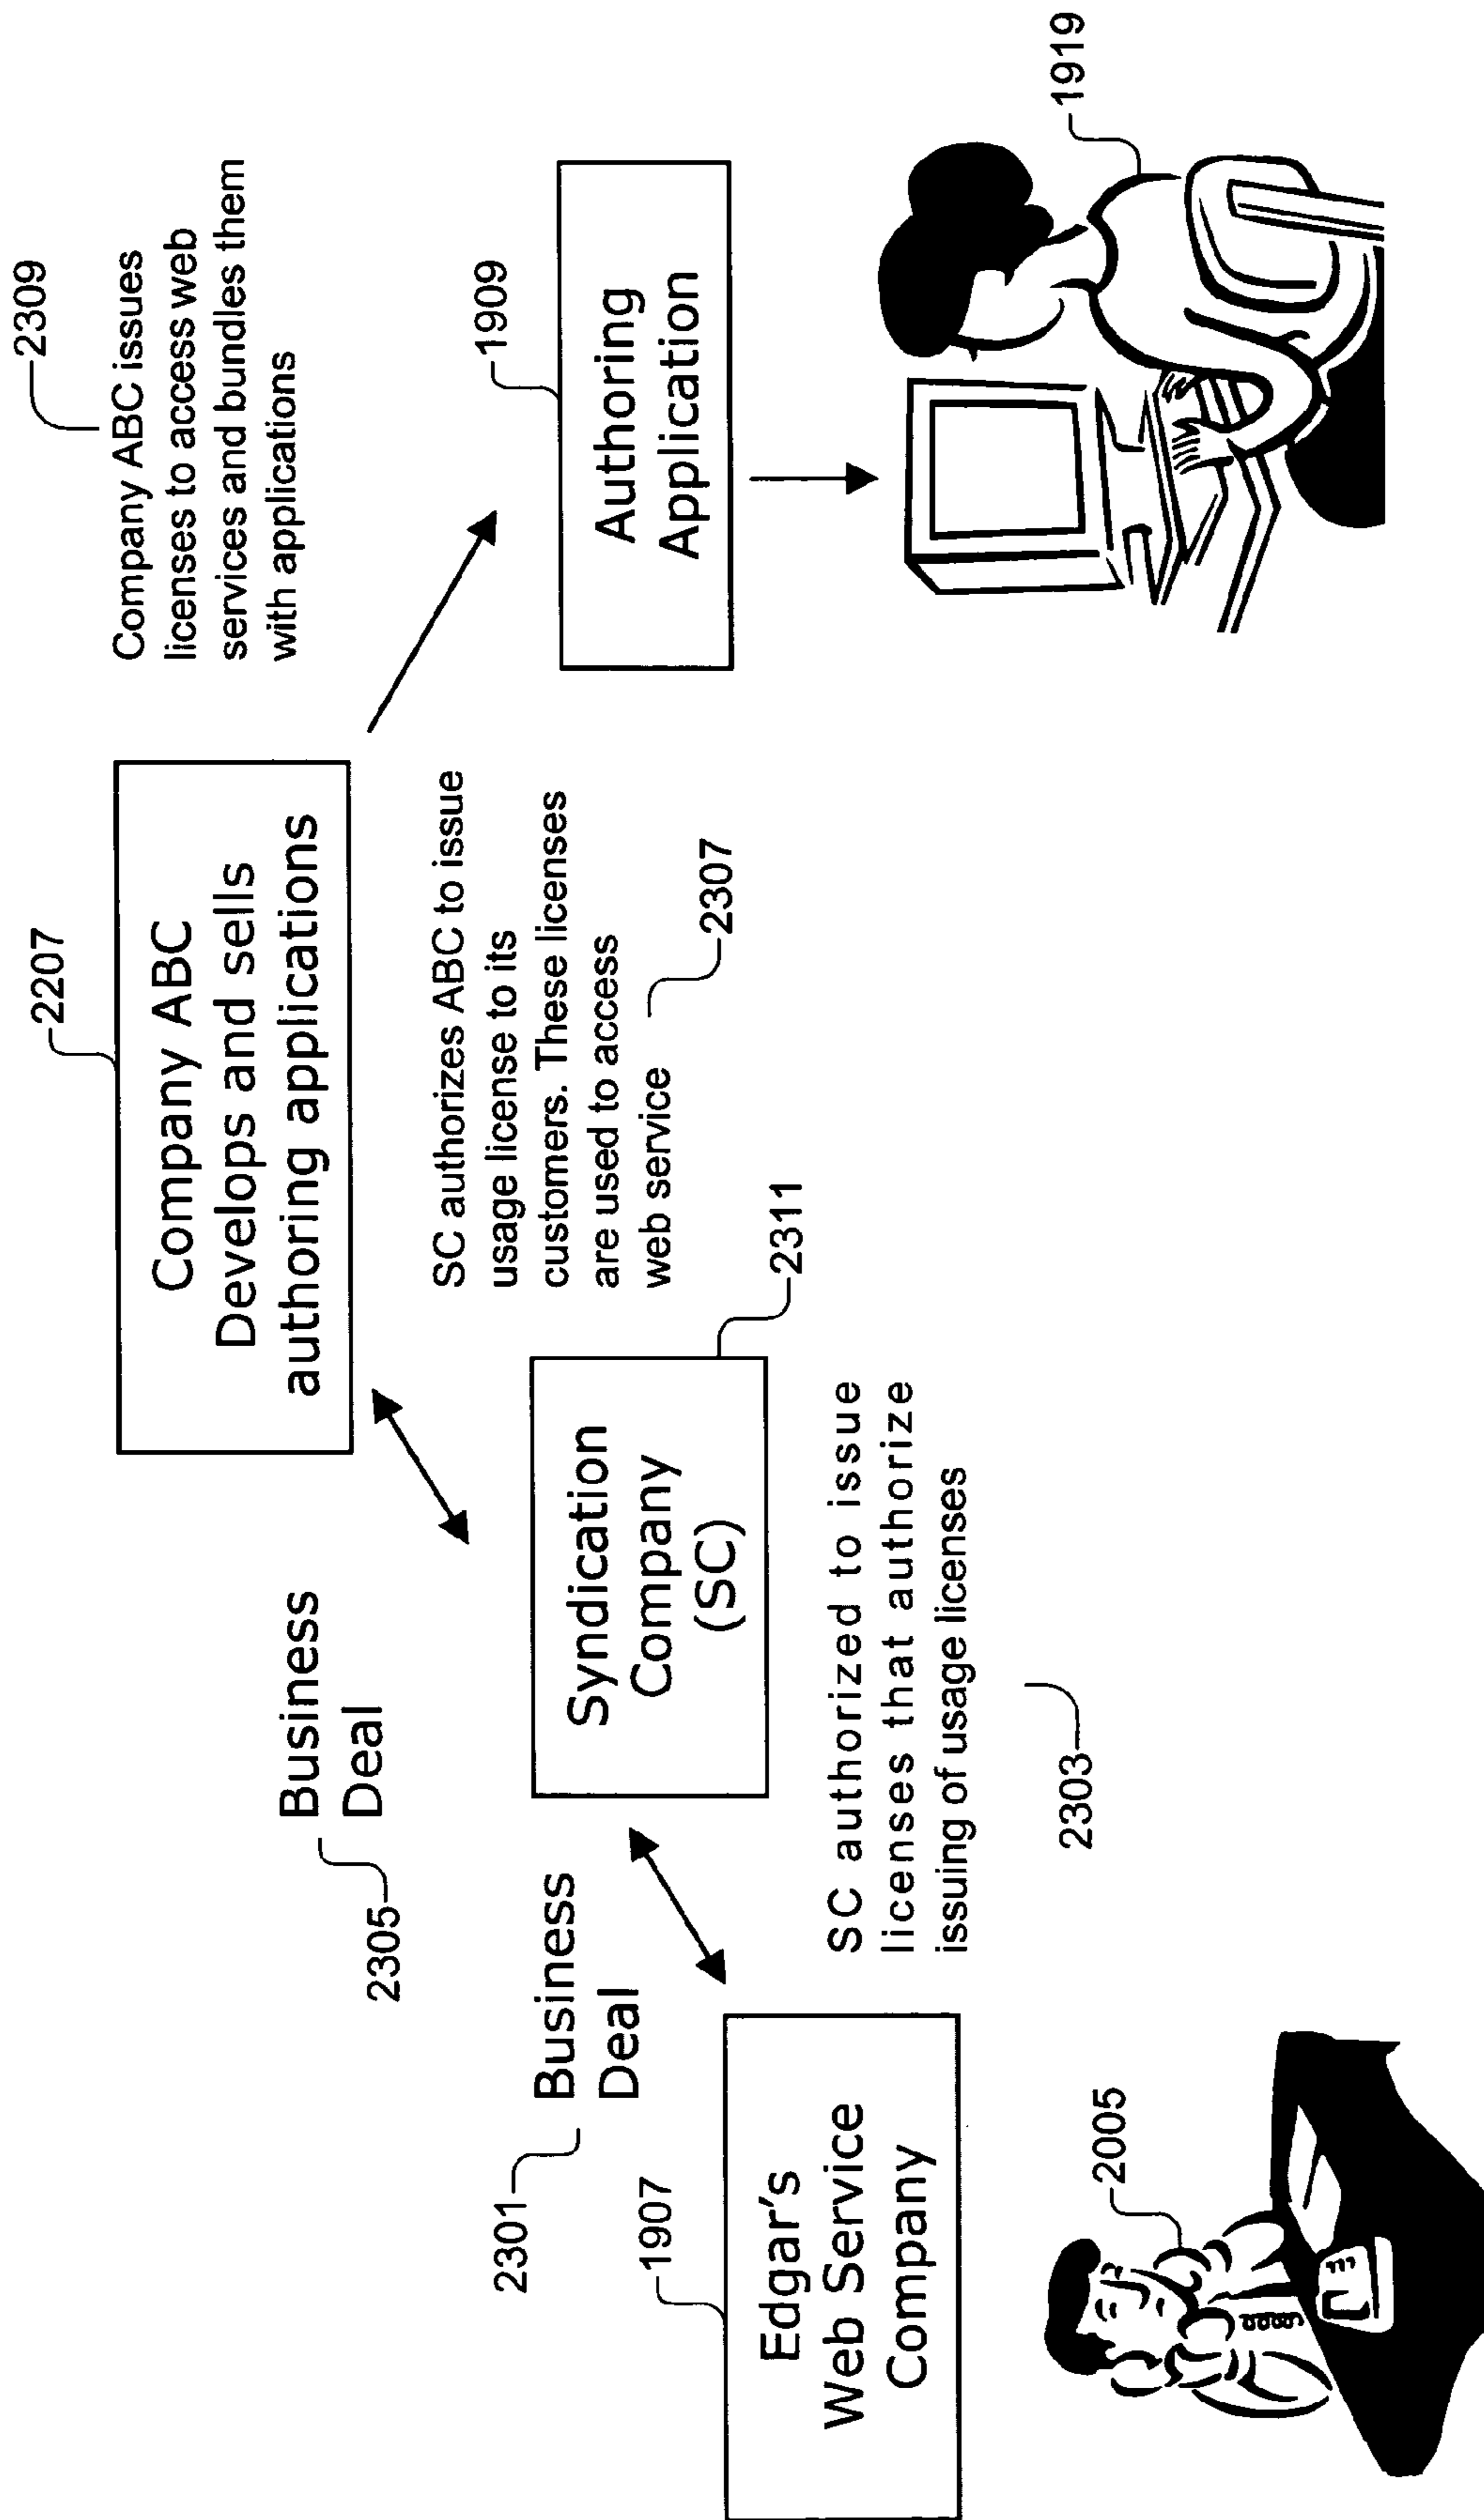 2309
Company ABC issues
licenses to access web
services and bundles them
with applications
2207
Company ABC
Develops and sells
authoring applications
1909
Authoring
Application
1919
Business
Deal
2305
SC authorizes ABC to issue
usage license to its
customers. These licenses
are used to access
web service
2307
Syndication
Company
(SC)
2311
2301
Business
Deal
SC authorized to issue
licenses that authorize
issuing of usage licenses
2303
1907
Edgar's
Web Service
Company
2005